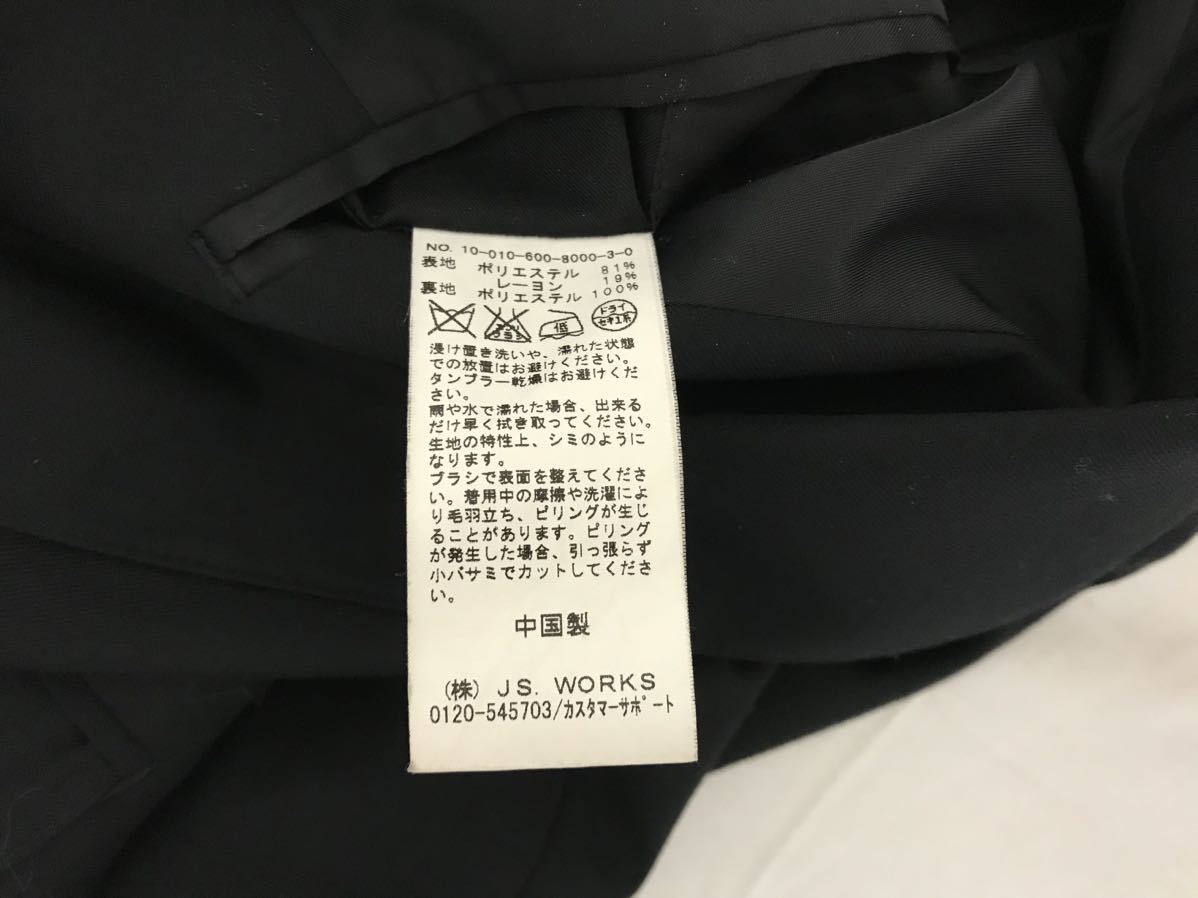 NO. 10-010-600-8000-3-0
表地 ポリエステル 81%
レーヨン 19%
裏地 ポリエステル 100%
エンソ サラシ 低 ドライ セキユ系
浸け置き洗いや、濡れた状態
での放置はお避けください。
タンブラー乾燥はお避けくだ
さい。
雨や水で濡れた場合、出来る
だけ早く拭き取ってください。
生地の特性上、シミのように
なります。
ブラシで表面を整えてくださ
い。着用中の摩擦や洗濯によ
り毛羽立ち、ピリングが生じ
ることがあります。ピリング
が発生した場合、引っ張らず
小バサミでカットしてくださ
い。
中国製
(株) JS. WORKS
0120-545703/カスタマーサポート